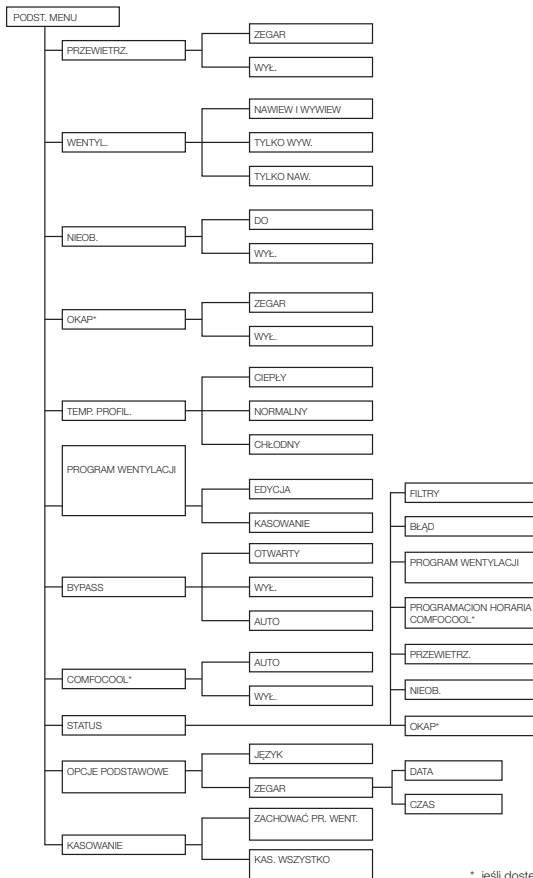 PODST. MENU
PRZEWIETRZ.
ZEGAR
WYŁ.
WENTYL.
NAWIEW I WYWIEW
TYLKO WYW.
TYLKO NAW.
NIEOB.
DO
WYŁ.
OKAP*
ZEGAR
WYŁ.
TEMP. PROFIL.
CIEPŁY
NORMALNY
CHŁODNY
PROGRAM WENTYLACJI
EDYCJA
KASOWANIE
BYPASS
OTWARTY
WYŁ.
AUTO
COMFOCOOL*
AUTO
WYŁ.
STATUS
FILTRY
BŁĄD
PROGRAM WENTYLACJI
PROGRAMACION HORARIA
COMFOCOOL*
PRZEWIETRZ.
NIEOB.
OKAP*
OPCJE PODSTAWOWE
JĘZYK
ZEGAR
DATA
CZAS
KASOWANIE
ZACHOWAĆ PR. WENT.
KAS. WSZYSTKO
* jeśli